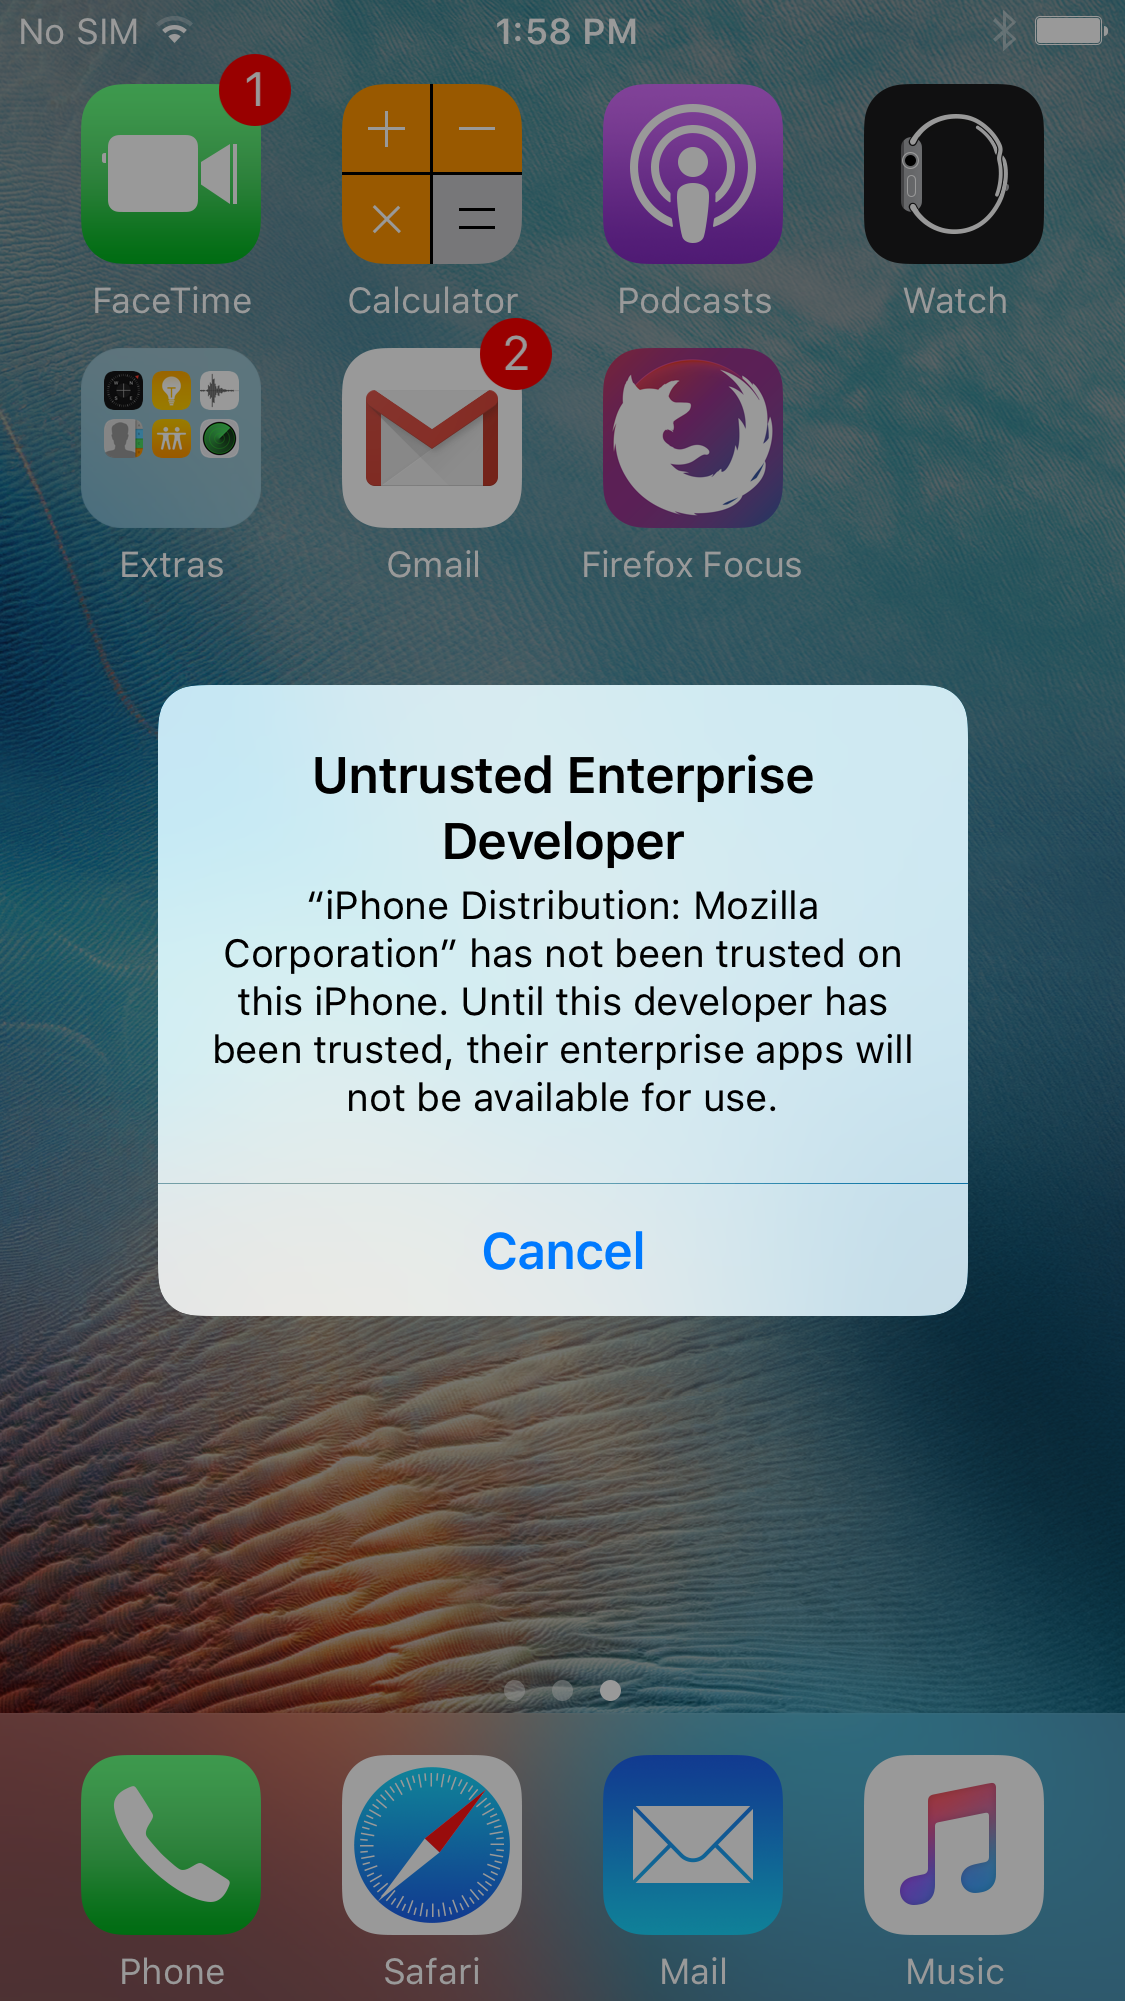 No SIM 1:58 PM
1
FaceTime Calculator Podcasts Watch
2
Extras Gmail Firefox Focus
Untrusted Enterprise
Developer
“iPhone Distribution: Mozilla
Corporation” has not been trusted on
this iPhone. Until this developer has
been trusted, their enterprise apps will
not be available for use.
Cancel
Phone Safari Mail Music